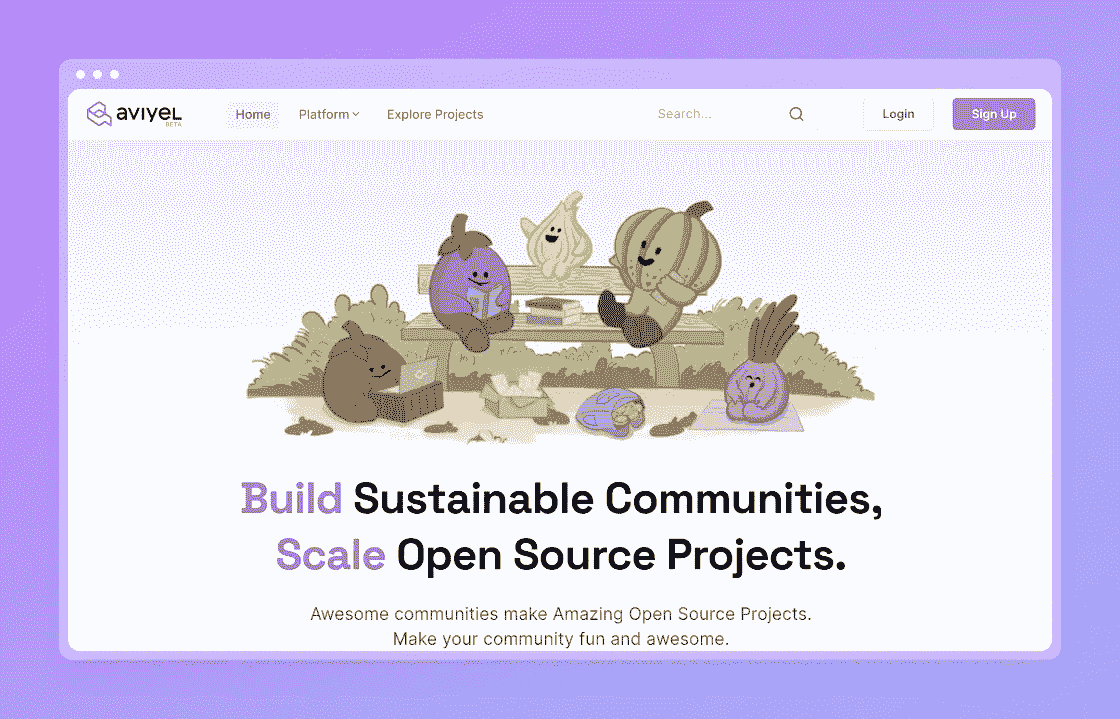 aviyel
BETA
Home Platform Explore Projects Search... Login Sign Up
Build Sustainable Communities,
Scale Open Source Projects.
Awesome communities make Amazing Open Source Projects.
Make your community fun and awesome.